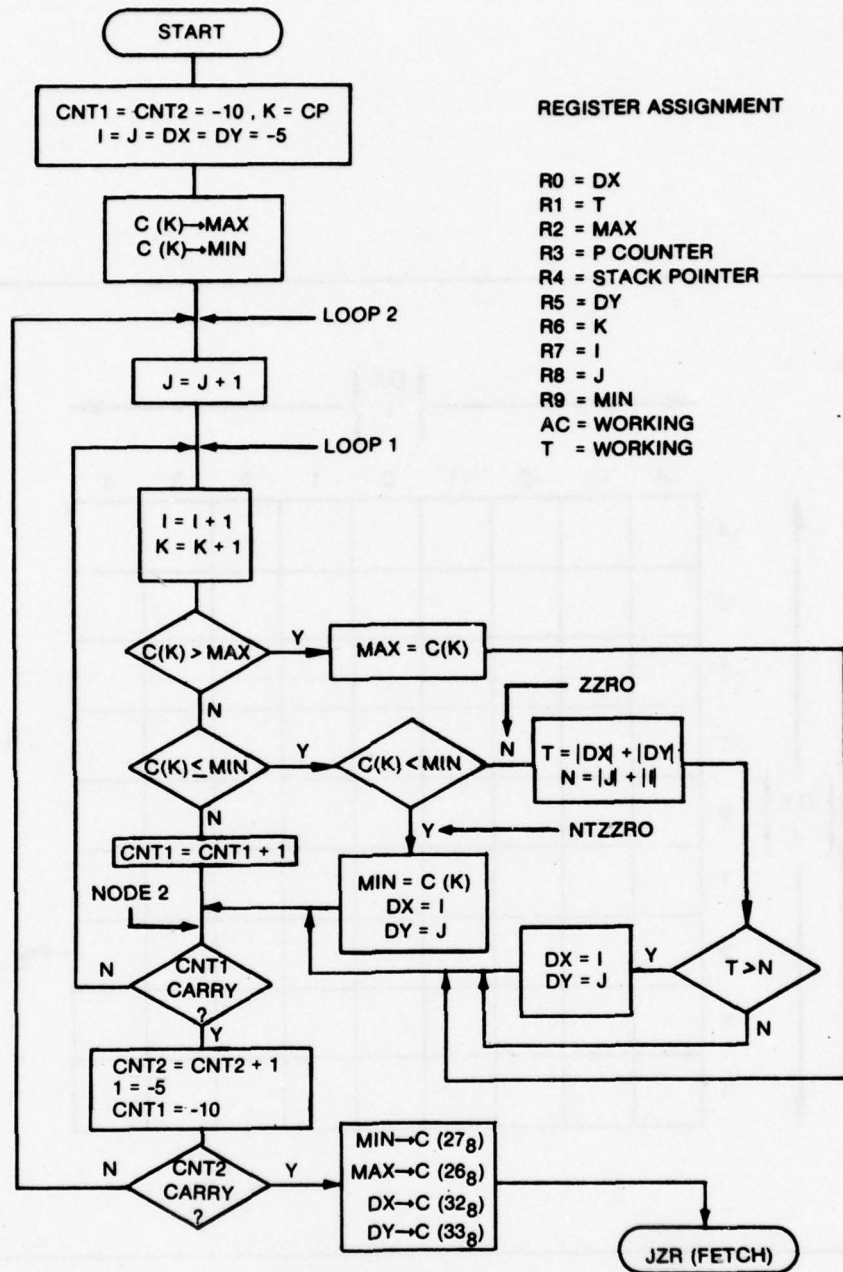 START
CNT1 = CNT2 = -10 , K = CP
I = J = DX = DY = -5
C (K)→MAX
C (K)→MIN
LOOP 2
J = J + 1
LOOP 1
I = I + 1
K = K + 1
C(K) > MAX
Y
MAX = C(K)
N
C(K) ≤ MIN
Y
C(K) < MIN
N
ZZRO
T = |DX| + |DY|
N = |J| + |I|
N
Y
NTZZRO
CNT1 = CNT1 + 1
MIN = C (K)
DX = I
DY = J
NODE 2
T > N
Y
DX = I
DY = J
N
N
CNT1
CARRY
?
Y
CNT2 = CNT2 + 1
1 = -5
CNT1 = -10
N
CNT2
CARRY
?
Y
MIN→C (27₈)
MAX→C (26₈)
DX→C (32₈)
DY→C (33₈)
JZR (FETCH)
REGISTER ASSIGNMENT
R0 = DX
R1 = T
R2 = MAX
R3 = P COUNTER
R4 = STACK POINTER
R5 = DY
R6 = K
R7 = I
R8 = J
R9 = MIN
AC = WORKING
T = WORKING